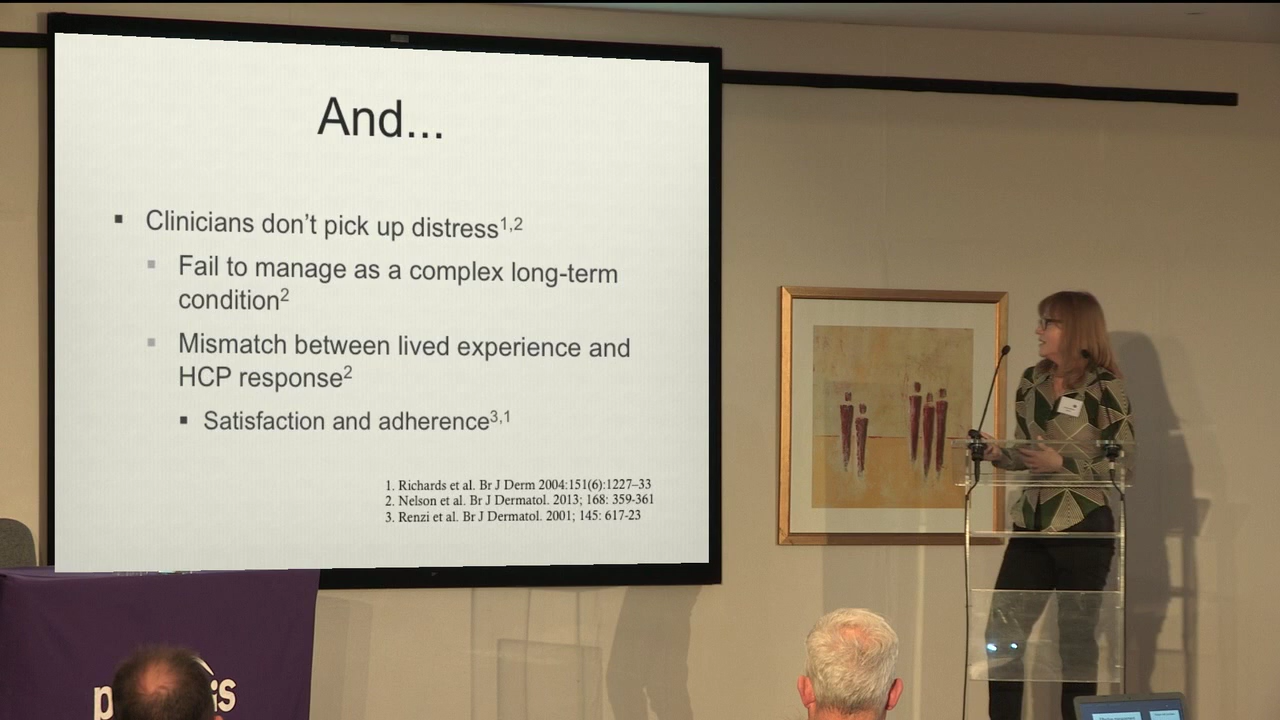 And...
▪ Clinicians don't pick up distress1,2
▪ Fail to manage as a complex long-term
condition2
▪ Mismatch between lived experience and
HCP response2
▪ Satisfaction and adherence3,1
1. Richards et al. Br J Derm 2004:151(6):1227–33
2. Nelson et al. Br J Dermatol. 2013; 168: 359-361
3. Renzi et al. Br J Dermatol. 2001; 145: 617-23